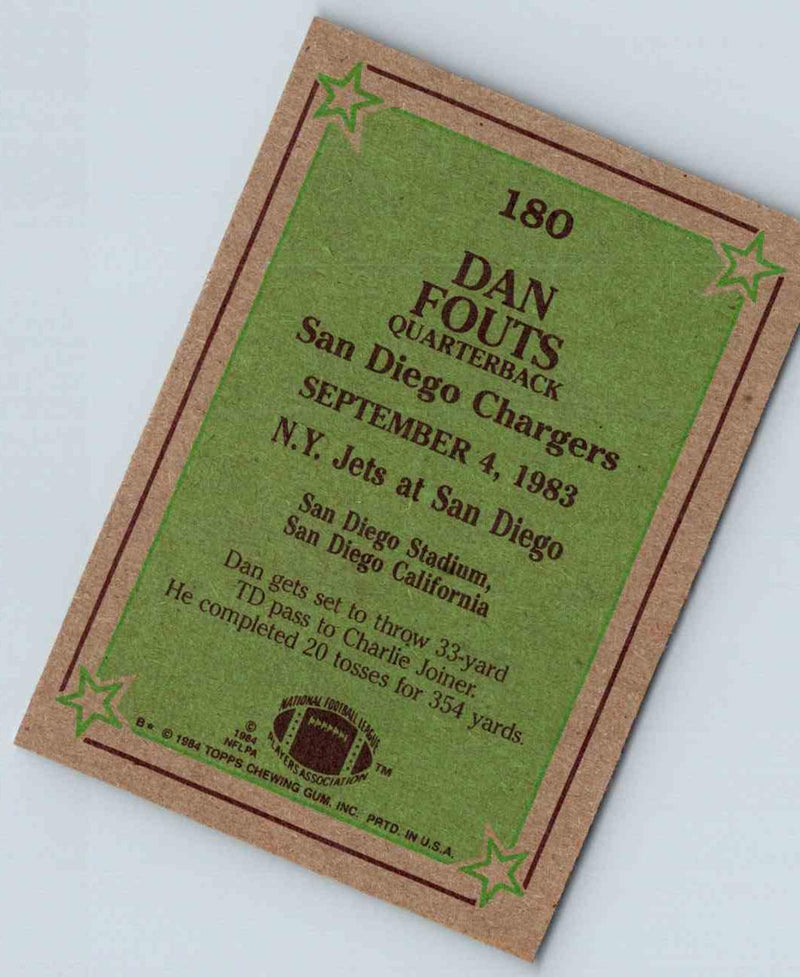 180
DAN
FOUTS
QUARTERBACK
San Diego Chargers
SEPTEMBER 4, 1983
N.Y. Jets at San Diego
San Diego Stadium,
San Diego California
Dan gets set to throw 33-yard
TD pass to Charlie Joiner.
He completed 20 tosses for 354 yards.
NATIONAL FOOTBALL LEAGUE
PLAYERS ASSOCIATION
TM
©
1984
NFLPA
B* © 1984 TOPPS CHEWING GUM, INC. PRTD. IN U.S.A.